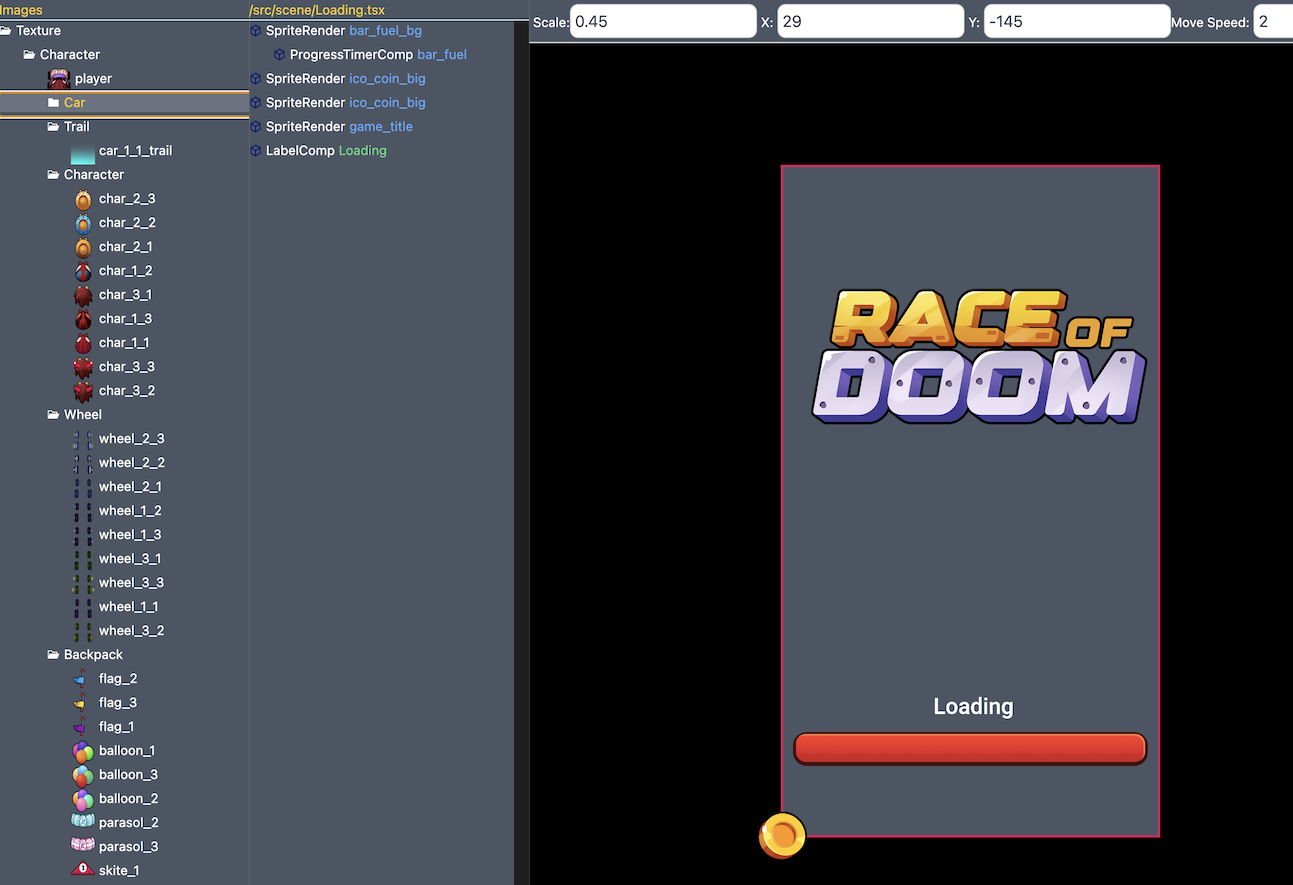 Images
Texture
Character
player
Car
Trail
car_1_1_trail
Character
char_2_3
char_2_2
char_2_1
char_1_2
char_3_1
char_1_3
char_1_1
char_3_3
char_3_2
Wheel
wheel_2_3
wheel_2_2
wheel_2_1
wheel_1_2
wheel_1_3
wheel_3_1
wheel_3_3
wheel_1_1
wheel_3_2
Backpack
flag_2
flag_3
flag_1
balloon_1
balloon_3
balloon_2
parasol_2
parasol_3
skite_1
/src/scene/Loading.tsx
SpriteRender bar_fuel_bg
ProgressTimerComp bar_fuel
SpriteRender ico_coin_big
SpriteRender ico_coin_big
SpriteRender game_title
LabelComp Loading
Scale: 0.45 X: 29 Y: -145 Move Speed: 2
RACE OF
DOOM
Loading